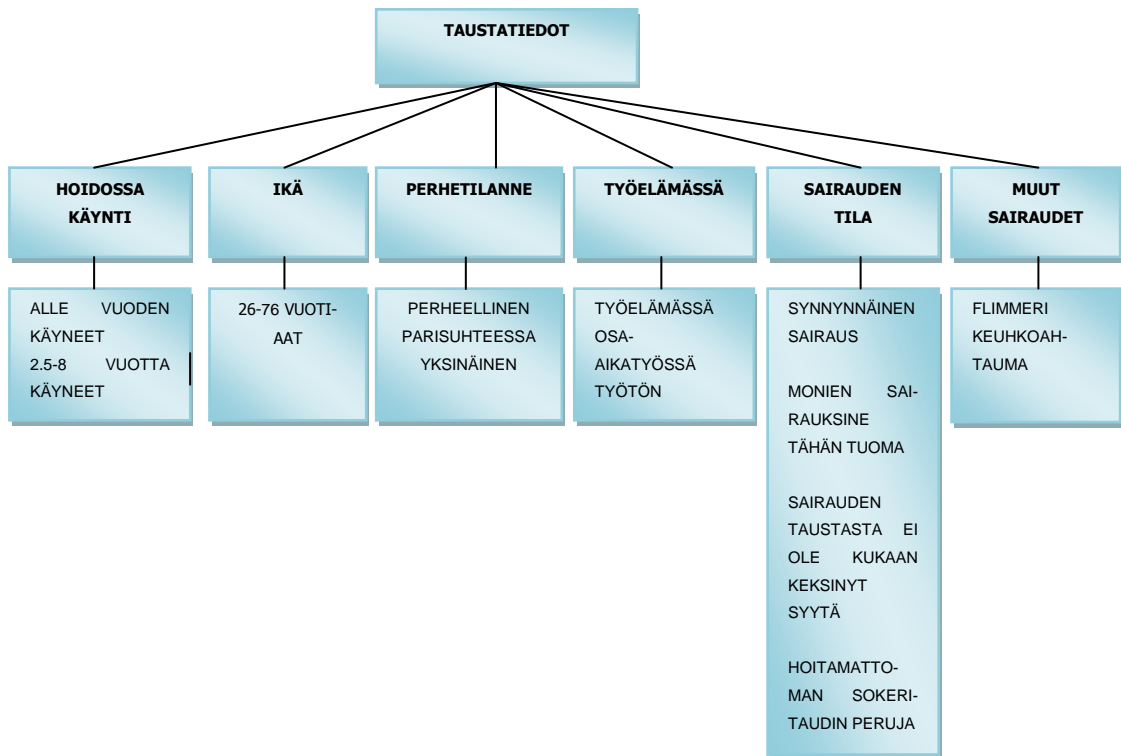 TAUSTATIEDOT
HOIDOSSA
KÄYNTI
IKÄ
PERHETILANNE
TYÖELÄMÄSSÄ
SAIRAUDEN
TILA
MUUT
SAIRAUDET
ALLE VUODEN
KÄYNEET
2.5-8 VUOTTA
KÄYNEET
26-76 VUOTI-
AAT
PERHEELLINEN
PARISUHTEESSA
YKSINÄINEN
TYÖELÄMÄSSÄ
OSA-
AIKATYÖSSÄ
TYÖTÖN
SYNNYNNÄINEN
SAIRAUS
MONIEN SAI-
RAUKSINE
TÄHÄN TUOMA
SAIRAUDEN
TAUSTASTA EI
OLE KUKAAN
KEKSINYT
SYYTÄ
HOITAMATTO-
MAN SOKERI-
TAUDIN PERUJA
FLIMMERI
KEUHKOAH-
TAUMA